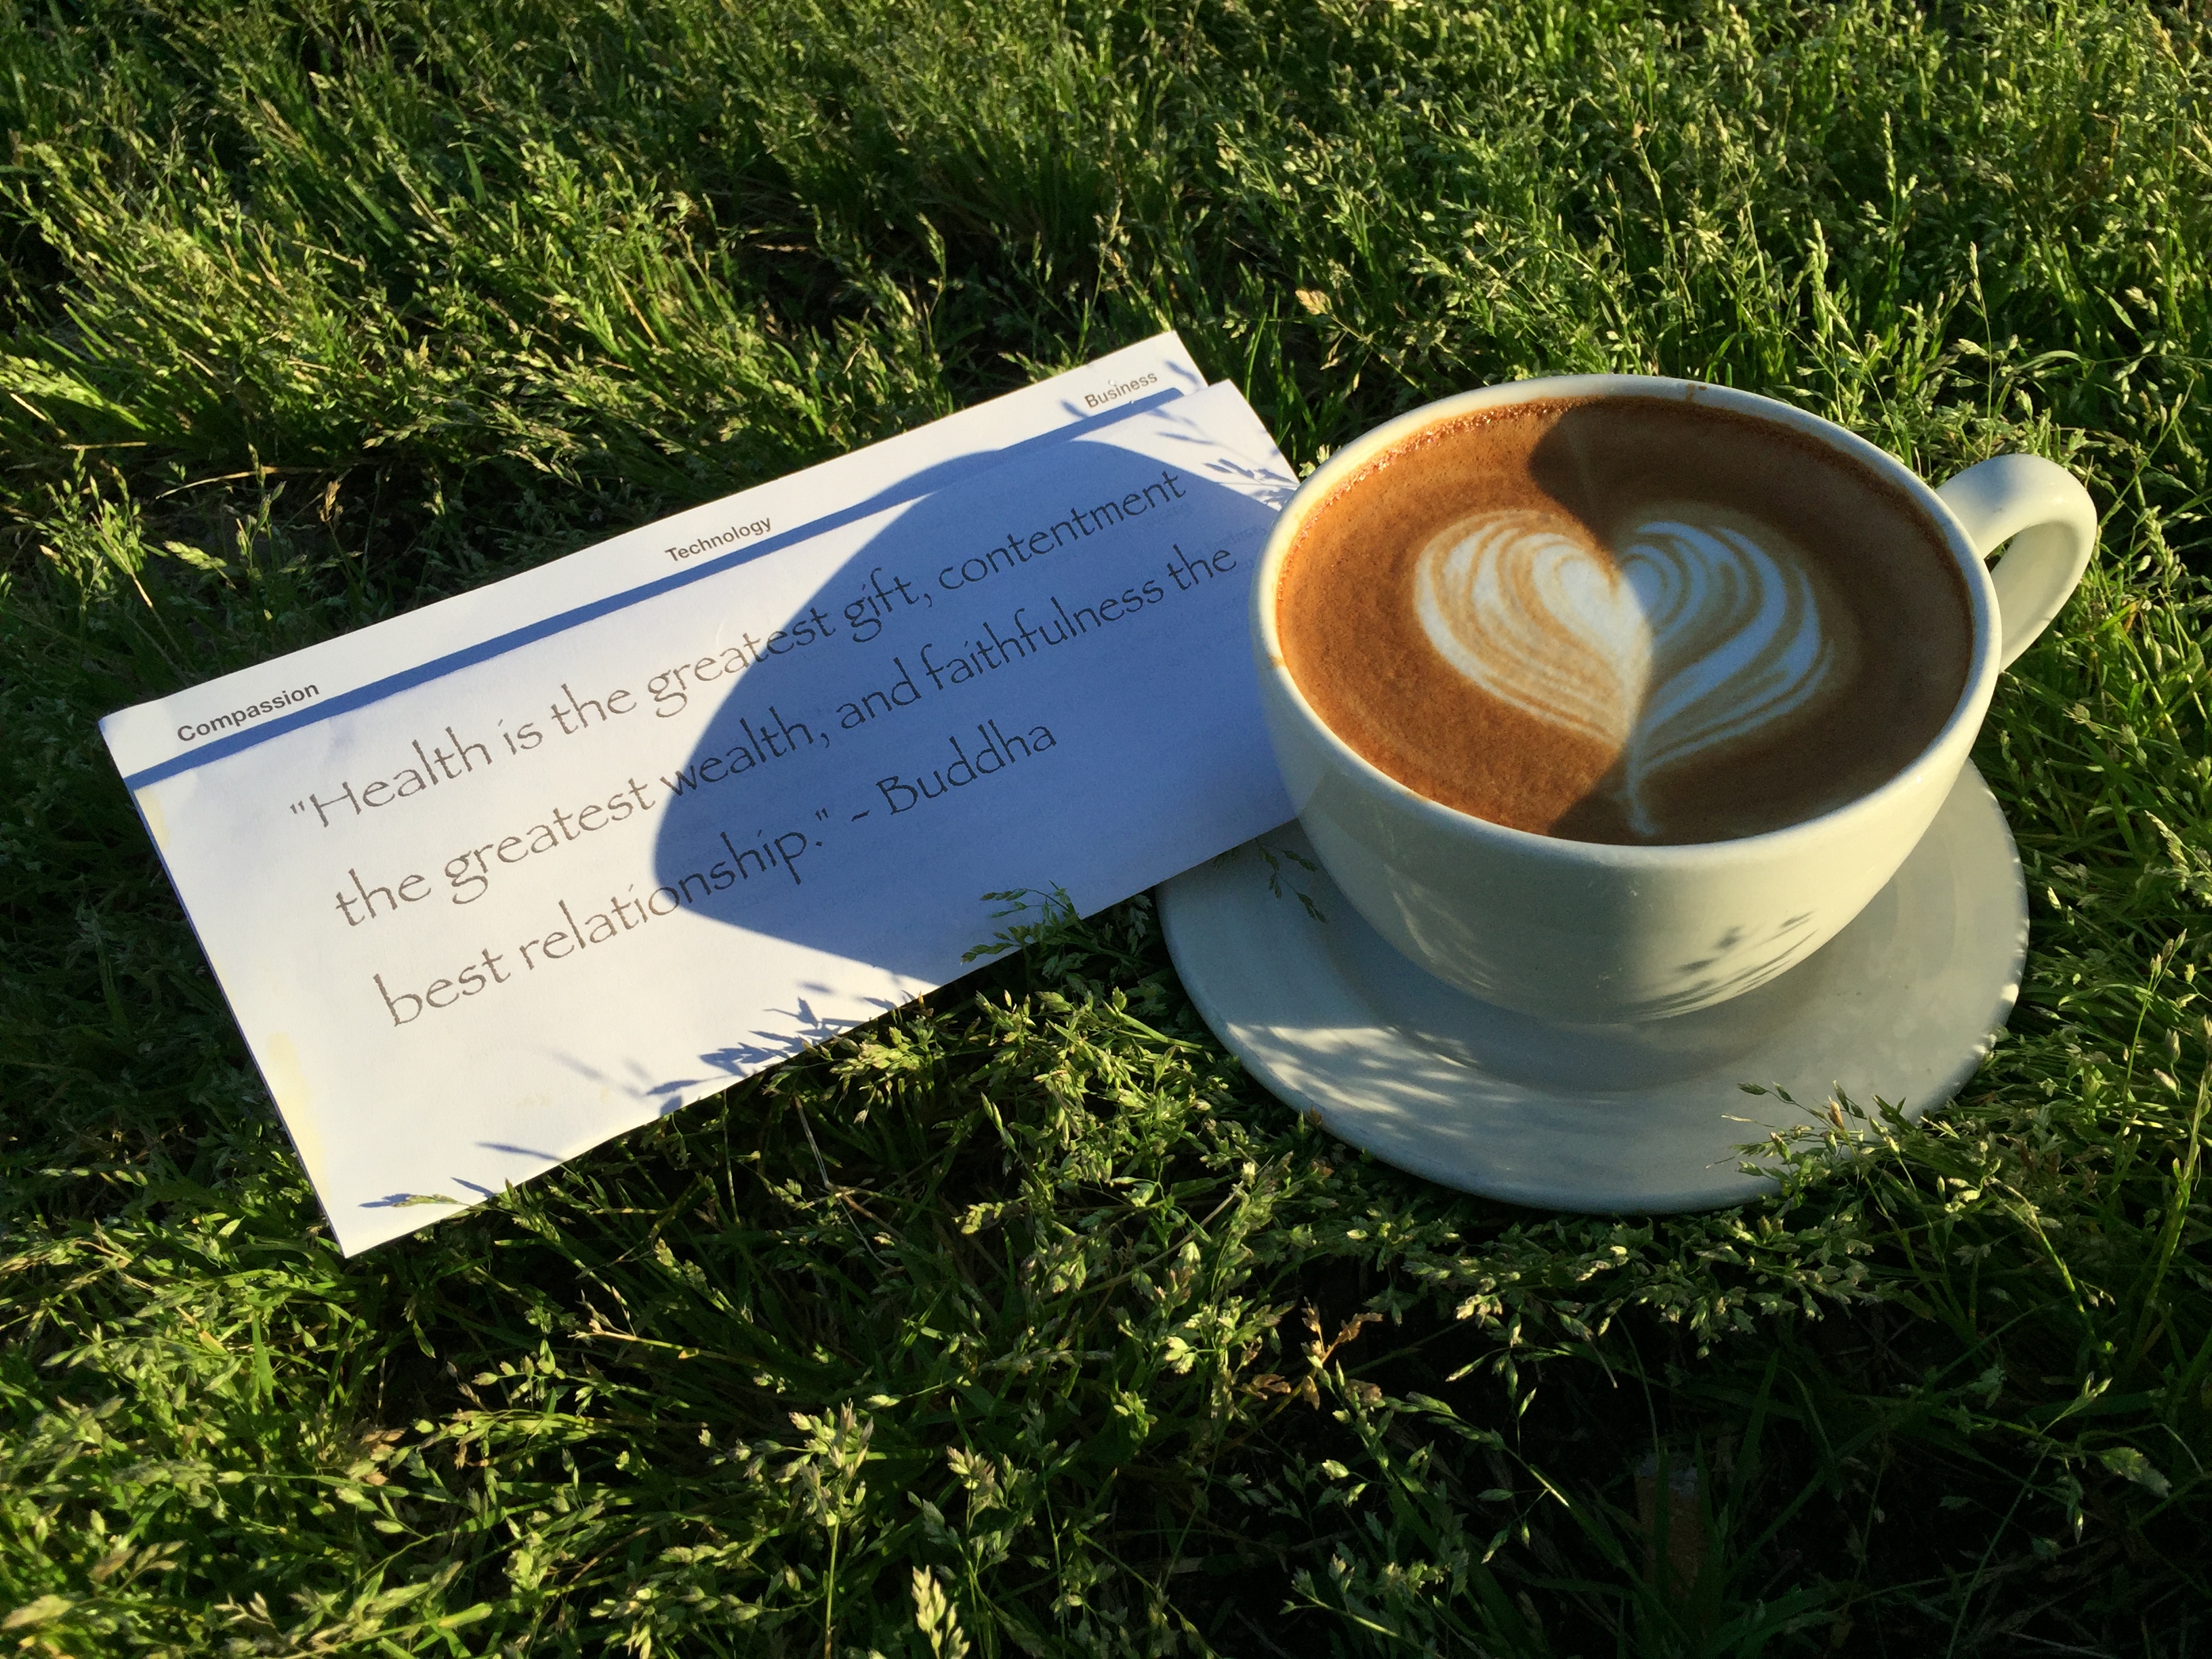 Compassion Technology Business
"Health is the greatest gift, contentment
the greatest wealth, and faithfulness the
best relationship." ~ Buddha